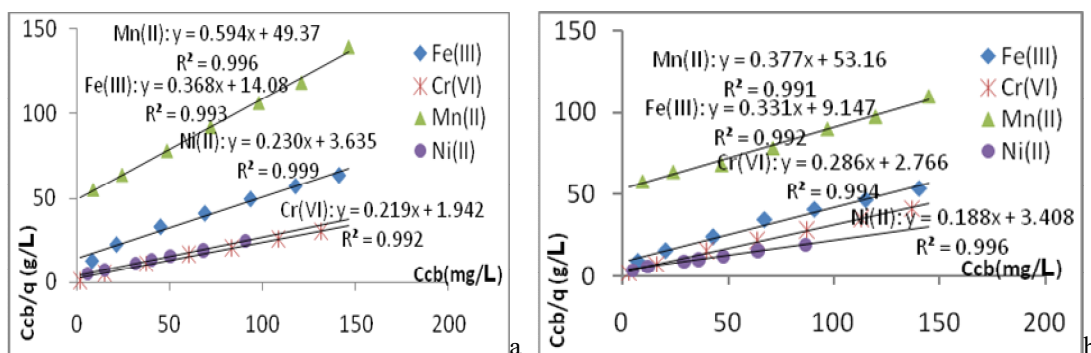 150
100
50
0
Ccb/q (g/L)
Mn(II): y = 0.594x + 49.37
R² = 0.996
Fe(III): y = 0.368x + 14.08
R² = 0.993
Ni(II): y = 0.230x + 3.635
R² = 0.999
Cr(VI): y = 0.219x + 1.942
R² = 0.992
Fe(III)
Cr(VI)
Mn(II)
Ni(II)
Ccb(mg/L)
0 50 100 150 200
a
150
100
50
0
Ccb/q (g/L)
Mn(II): y = 0.377x + 53.16
R² = 0.991
Fe(III): y = 0.331x + 9.147
R² = 0.992
Cr(VI): y = 0.286x + 2.766
R² = 0.994
Ni(II): y = 0.188x + 3.408
R² = 0.996
Fe(III)
Cr(VI)
Mn(II)
Ni(II)
Ccb(mg/L)
0 50 100 150 200
b